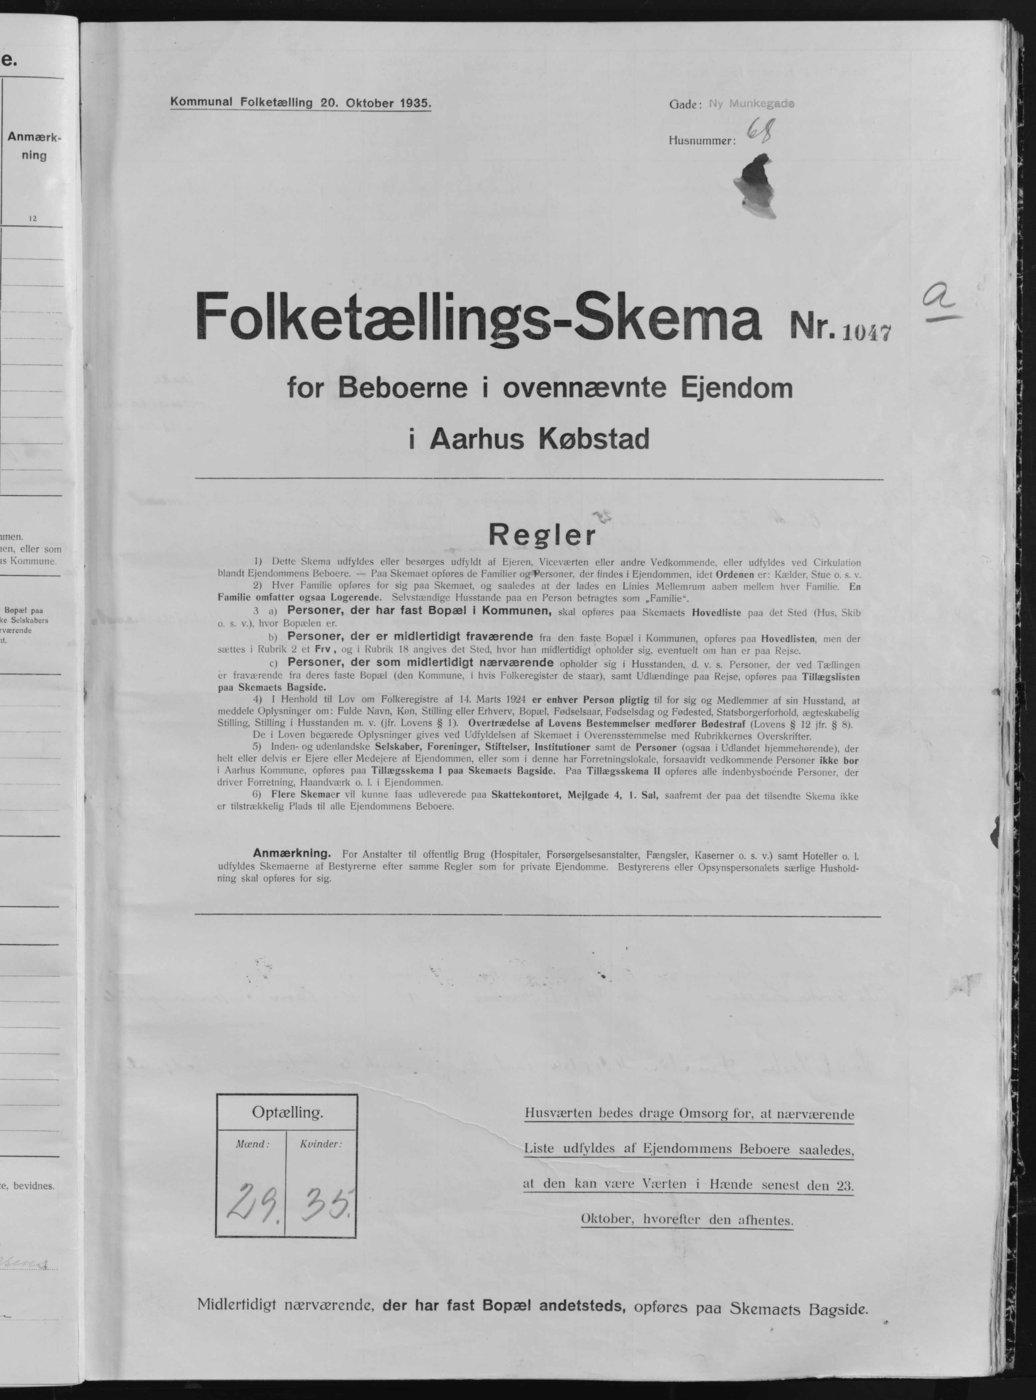 e.
Anmærk-
ning
12
en, eller som
us Kommune.
Bopæl paa
ke Selskabers
rværende
e, bevidnes.
Kommunal Folketælling 20. Oktober 1935.
Gade: Ny Munkegade
Husnummer: 68
a
Folketællings-Skema Nr. 1047
for Beboerne i ovennævnte Ejendom
i Aarhus Købstad
Regler
1) Dette Skema udfyldes eller besørges udfyldt af Ejeren, Viceværten eller andre Vedkommende, eller udfyldes ved Cirkulation
blandt Ejendommens Beboere. — Paa Skemaet opføres de Familier og Personer, der findes i Ejendommen, idet Ordenen er: Kælder, Stue o. s. v.
2) Hver Familie opføres for sig paa Skemaet, og saaledes at der lades en Linies Mellemrum aaben mellem hver Familie. En
Familie omfatter ogsaa Logerende. Selvstændige Husstande paa en Person betragtes som „Familie“.
3 a) Personer, der har fast Bopæl i Kommunen, skal opføres paa Skemaets Hovedliste paa det Sted (Hus, Skib
o. s. v.), hvor Bopælen er.
b) Personer, der er midlertidigt fraværende fra den faste Bopæl i Kommunen, opføres paa Hovedlisten, men der
sættes i Rubrik 2 et Frv, og i Rubrik 18 angives det Sted, hvor han midlertidigt opholder sig, eventuelt om han er paa Rejse.
c) Personer, der som midlertidigt nærværende opholder sig i Husstanden, d. v. s. Personer, der ved Tællingen
er fraværende fra deres faste Bopæl (den Kommune, i hvis Folkeregister de staar), samt Udlændinge paa Rejse, opføres paa Tillægslisten
paa Skemaets Bagside.
4) I Henhold til Lov om Folkeregistre af 14. Marts 1924 er enhver Person pligtig til for sig og Medlemmer af sin Husstand, at
meddele Oplysninger om: Fulde Navn, Køn, Stilling eller Erhverv, Bopæl, Fødselsaar, Fødselsdag og Fødested, Statsborgerforhold, ægteskabelig
Stilling, Stilling i Husstanden m. v. (jfr. Lovens § 1). Overtrædelse af Lovens Bestemmelser medfører Bødestraf (Lovens § 12 jfr. § 8).
De i Loven begærede Oplysninger gives ved Udfyldelsen af Skemaet i Overensstemmelse med Rubrikkernes Overskrifter.
5) Inden- og udenlandske Selskaber, Foreninger, Stiftelser, Institutioner samt de Personer (ogsaa i Udlandet hjemmehørende), der
helt eller delvis er Ejere eller Medejere af Ejendommen, eller som i denne har Forretningslokale, forsaavidt vedkommende Personer ikke bor
i Aarhus Kommune, opføres paa Tillægsskema I paa Skemaets Bagside. Paa Tillægsskema II opføres alle indenbysboende Personer, der
driver Forretning, Haandværk o. l. i Ejendommen.
6) Flere Skemaer vil kunne faas udleverede paa Skattekontoret, Mejlgade 4, 1. Sal, saafremt der paa det tilsendte Skema ikke
er tilstrækkelig Plads til alle Ejendommens Beboere.
Anmærkning. For Anstalter til offentlig Brug (Hospitaler, Forsørgelsesanstalter, Fængsler, Kaserner o. s. v.) samt Hoteller o. l.
udfyldes Skemaerne af Bestyrerne efter samme Regler som for private Ejendomme. Bestyrerens eller Opsynspersonalets særlige Hushold-
ning skal opføres for sig.
Optælling.
Mænd: Kvinder:
29. 35.
Husværten bedes drage Omsorg for, at nærværende
Liste udfyldes af Ejendommens Beboere saaledes,
at den kan være Værten i Hænde senest den 23.
Oktober, hvorefter den afhentes.
Midlertidigt nærværende, der har fast Bopæl andetsteds, opføres paa Skemaets Bagside.